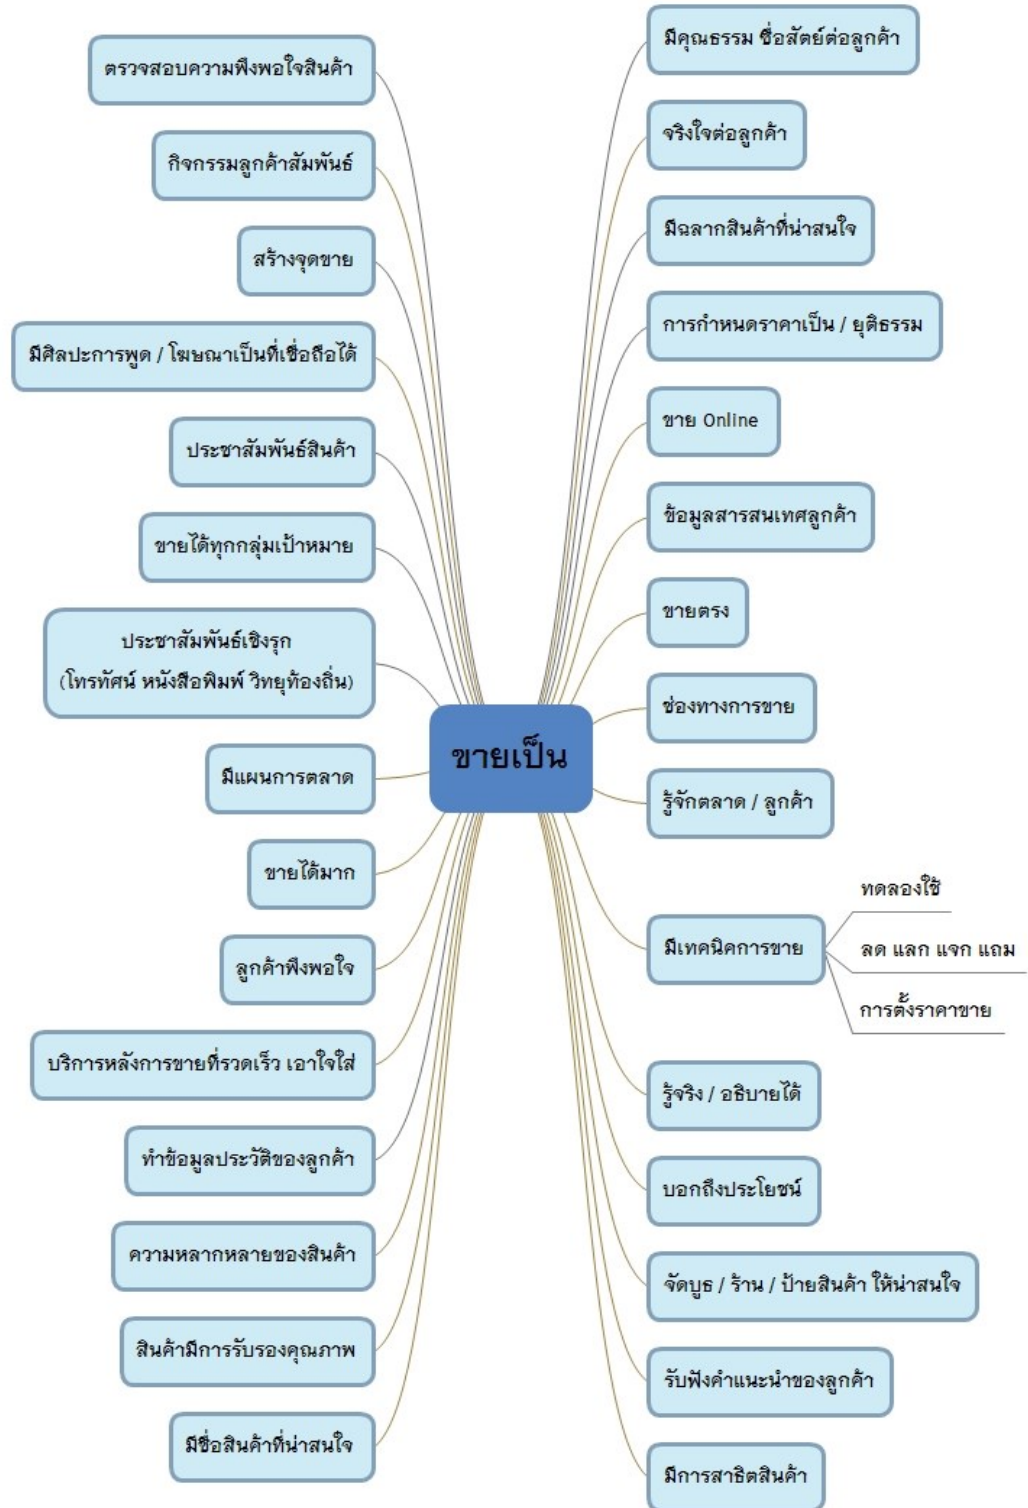 ตรวจสอบความพึงพอใจสินค้า
กิจกรรมลูกค้าสัมพันธ์
สร้างจุดขาย
มีศิลปะการพูด / โฆษณาเป็นที่เชื่อถือได้
ประชาสัมพันธ์สินค้า
ขายได้ทุกกลุ่มเป้าหมาย
ประชาสัมพันธ์เชิงรุก
(โทรทัศน์ หนังสือพิมพ์ วิทยุท้องถิ่น)
มีแผนการตลาด
ขายได้มาก
ลูกค้าพึงพอใจ
บริการหลังการขายที่รวดเร็ว เอาใจใส่
ทำข้อมูลประวัติของลูกค้า
ความหลากหลายของสินค้า
สินค้ามีการรับรองคุณภาพ
มีชื่อสินค้าที่น่าสนใจ
ขายเป็น
มีคุณธรรม ซื่อสัตย์ต่อลูกค้า
จริงใจต่อลูกค้า
มีฉลากสินค้าที่น่าสนใจ
การกำหนดราคาเป็น / ยุติธรรม
ขาย Online
ข้อมูลสารสนเทศลูกค้า
ขายตรง
ช่องทางการขาย
รู้จักตลาด / ลูกค้า
มีเทคนิคการขาย
ทดลองใช้
ลด แลก แจก แถม
การตั้งราคาขาย
รู้จริง / อธิบายได้
บอกถึงประโยชน์
จัดบูธ / ร้าน / ป้ายสินค้า ให้น่าสนใจ
รับฟังคำแนะนำของลูกค้า
มีการสาธิตสินค้า